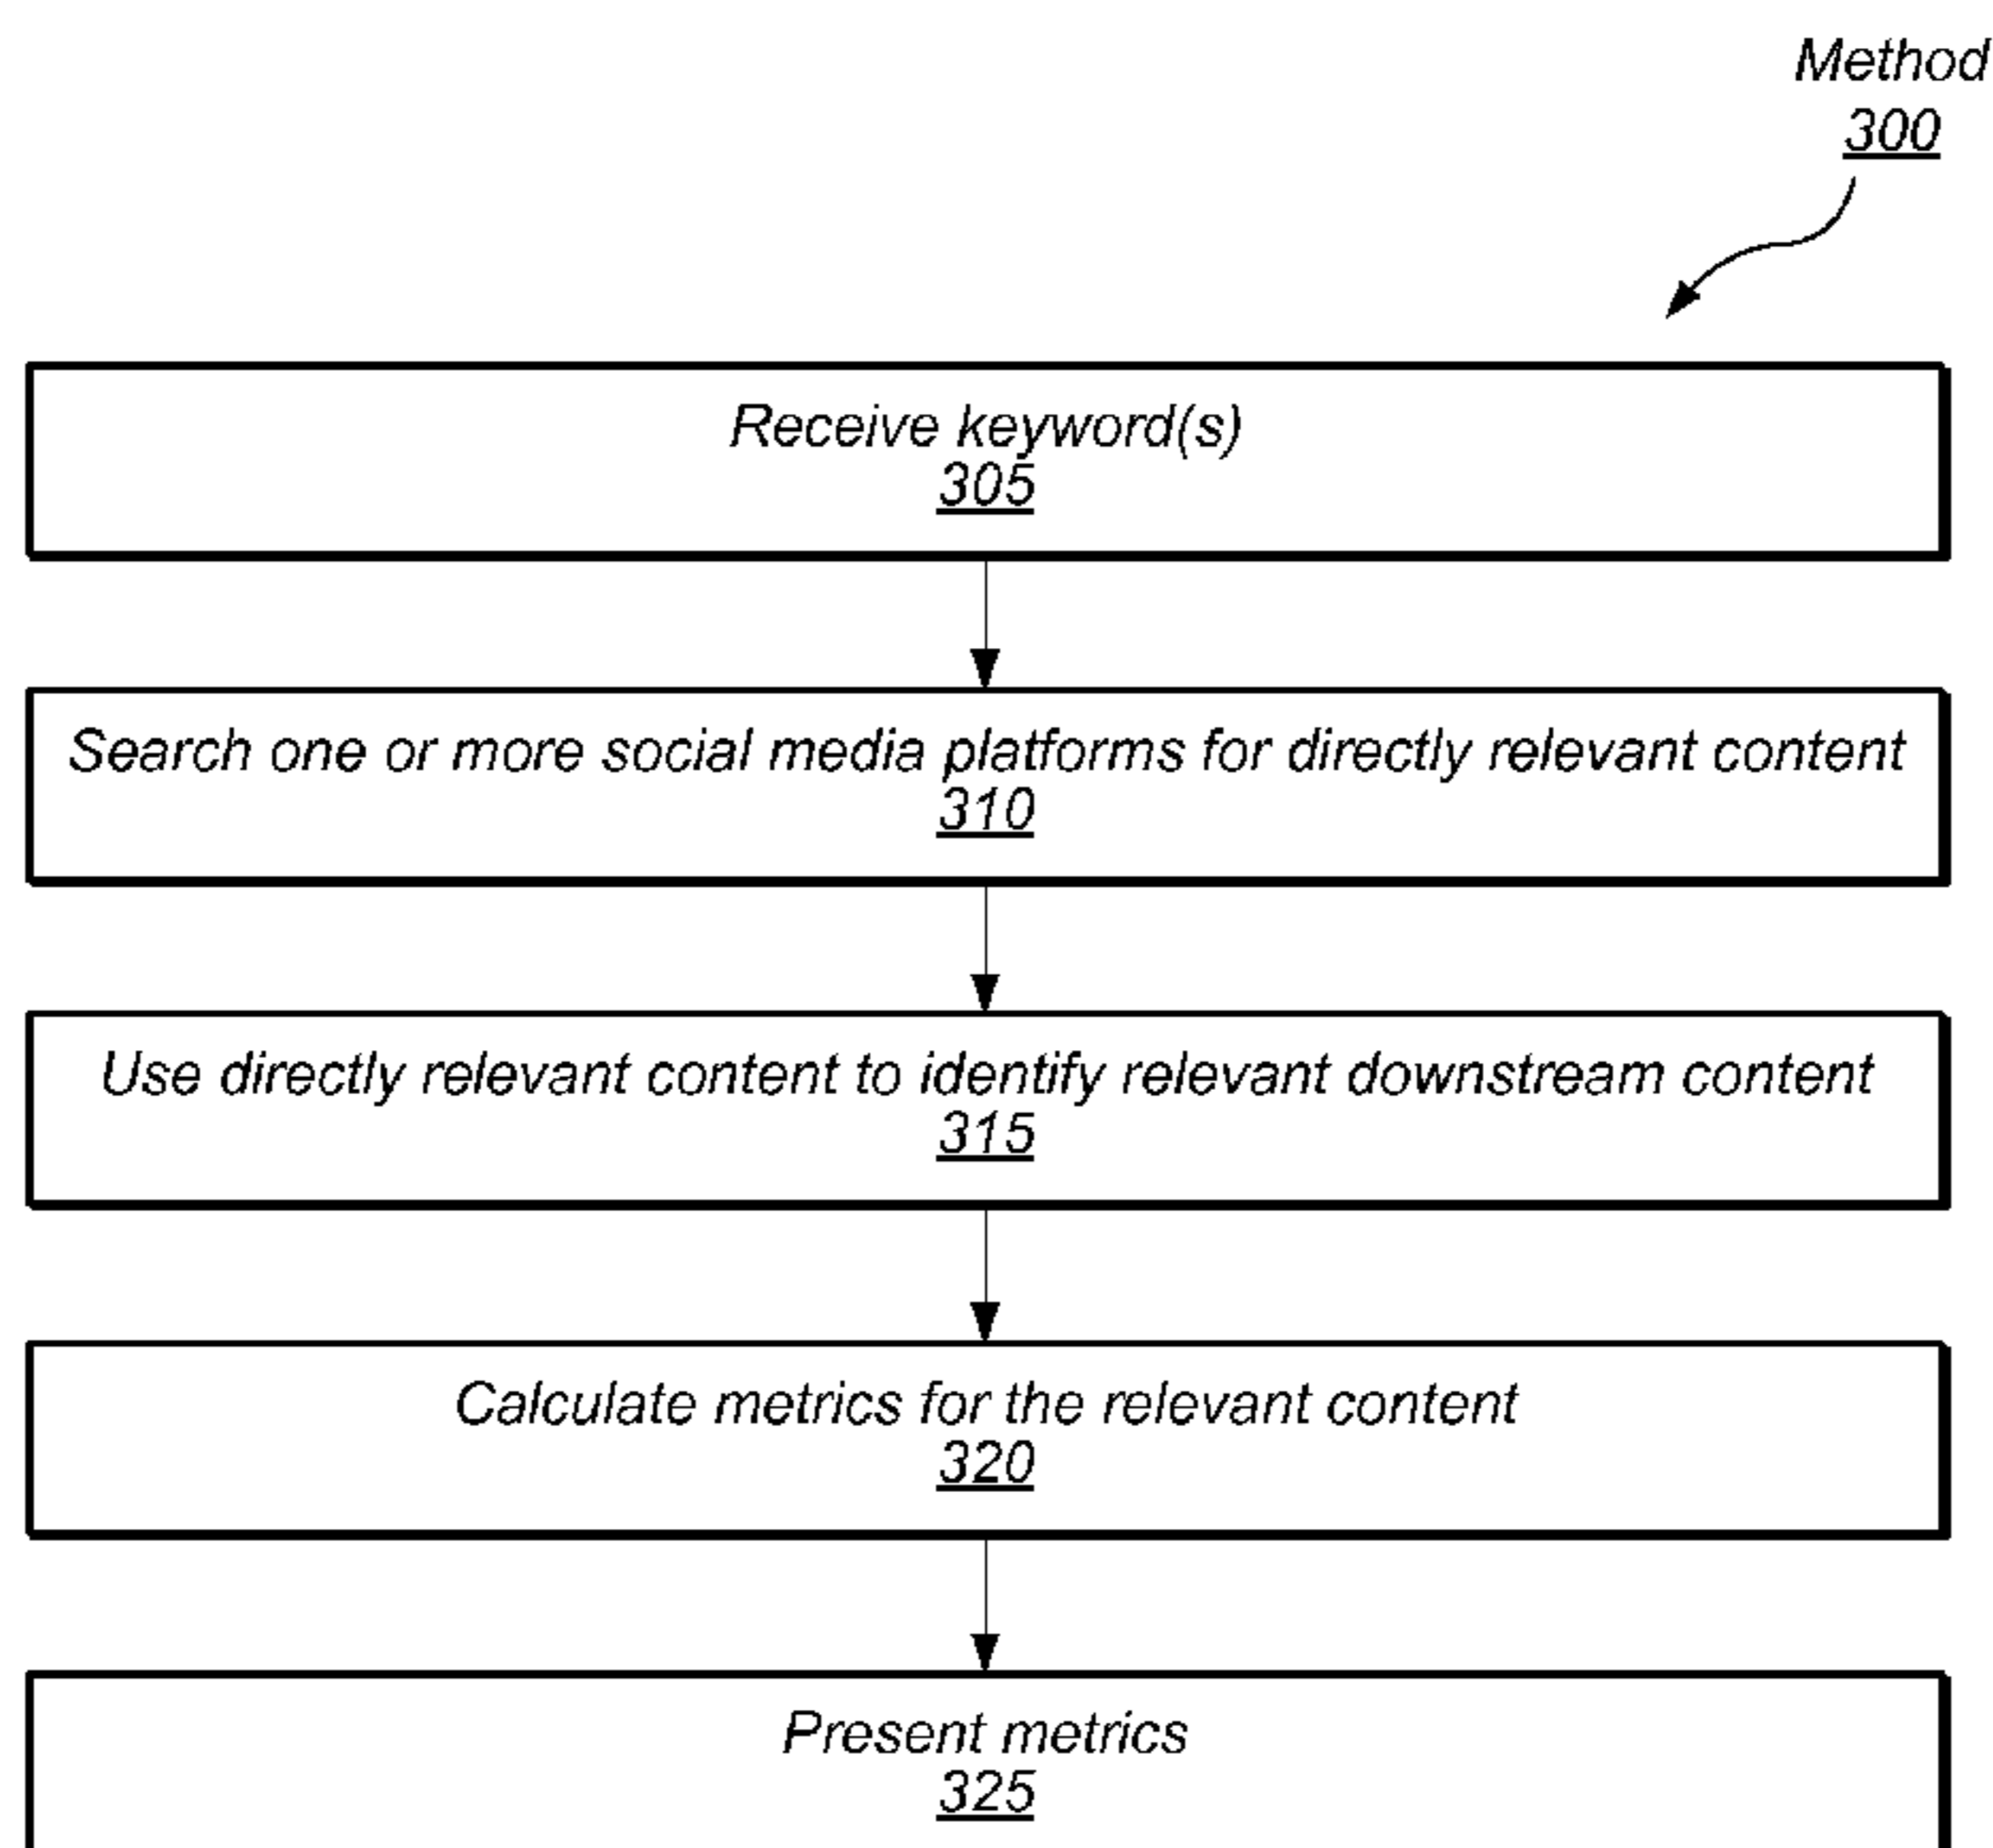 Method
300
Receive keyword(s)
305
Search one or more social media platforms for directly relevant content
310
Use directly relevant content to identify relevant downstream content
315
Calculate metrics for the relevant content
320
Present metrics
325